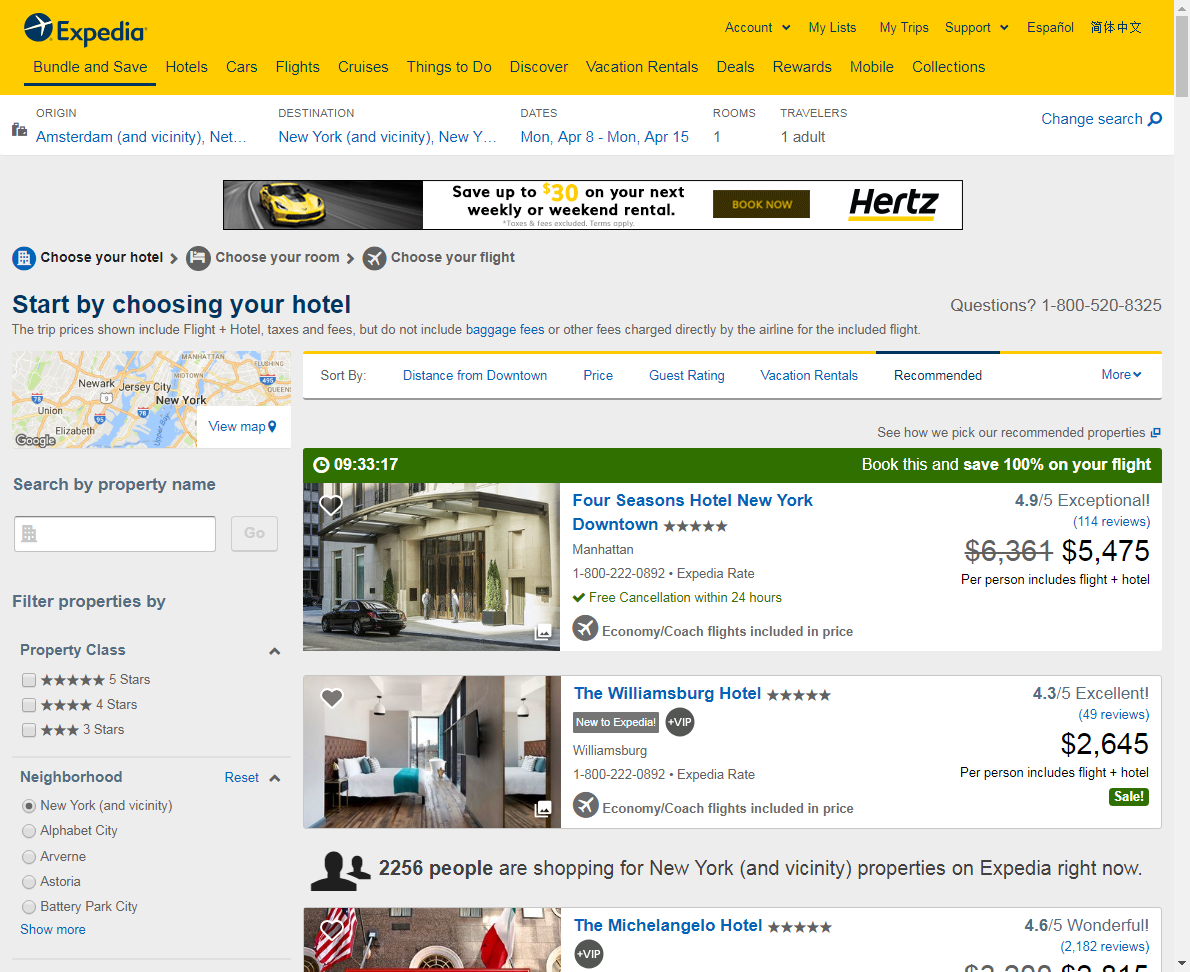 Expedia
Account
My Lists
My Trips
Support
Español
简体中文
Bundle and Save
Hotels
Cars
Flights
Cruises
Things to Do
Discover
Vacation Rentals
Deals
Rewards
Mobile
Collections
ORIGIN
Amsterdam (and vicinity), Net…
DESTINATION
New York (and vicinity), New Y…
DATES
Mon, Apr 8 - Mon, Apr 15
ROOMS
1
TRAVELERS
1 adult
Change search
Save up to $30 on your next
weekly or weekend rental.
*Taxes & fees excluded. Terms apply.
BOOK NOW
Hertz
Choose your hotel
Choose your room
Choose your flight
Start by choosing your hotel
Questions? 1-800-520-8325
The trip prices shown include Flight + Hotel, taxes and fees, but do not include baggage fees or other fees charged directly by the airline for the included flight.
MANHATTAN
FLUSHING
MIDTOWN
Newark
Jersey City
495
QUEENS
78
9
New York
Union
95
78
Elizabeth
Upper Bay
Google
View map
Search by property name
Go
Filter properties by
Property Class
★★★★★ 5 Stars
★★★★ 4 Stars
★★★ 3 Stars
Neighborhood
Reset
New York (and vicinity)
Alphabet City
Arverne
Astoria
Battery Park City
Show more
Sort By:
Distance from Downtown
Price
Guest Rating
Vacation Rentals
Recommended
More
See how we pick our recommended properties
09:33:17
Book this and save 100% on your flight
Four Seasons Hotel New York
Downtown ★★★★★
Manhattan
1-800-222-0892 • Expedia Rate
Free Cancellation within 24 hours
Economy/Coach flights included in price
4.9/5 Exceptional!
(114 reviews)
$6,361 $5,475
Per person includes flight + hotel
The Williamsburg Hotel ★★★★★
New to Expedia!
+VIP
Williamsburg
1-800-222-0892 • Expedia Rate
Economy/Coach flights included in price
4.3/5 Excellent!
(49 reviews)
$2,645
Per person includes flight + hotel
Sale!
2256 people are shopping for New York (and vicinity) properties on Expedia right now.
The Michelangelo Hotel ★★★★★
+VIP
4.6/5 Wonderful!
(2,182 reviews)